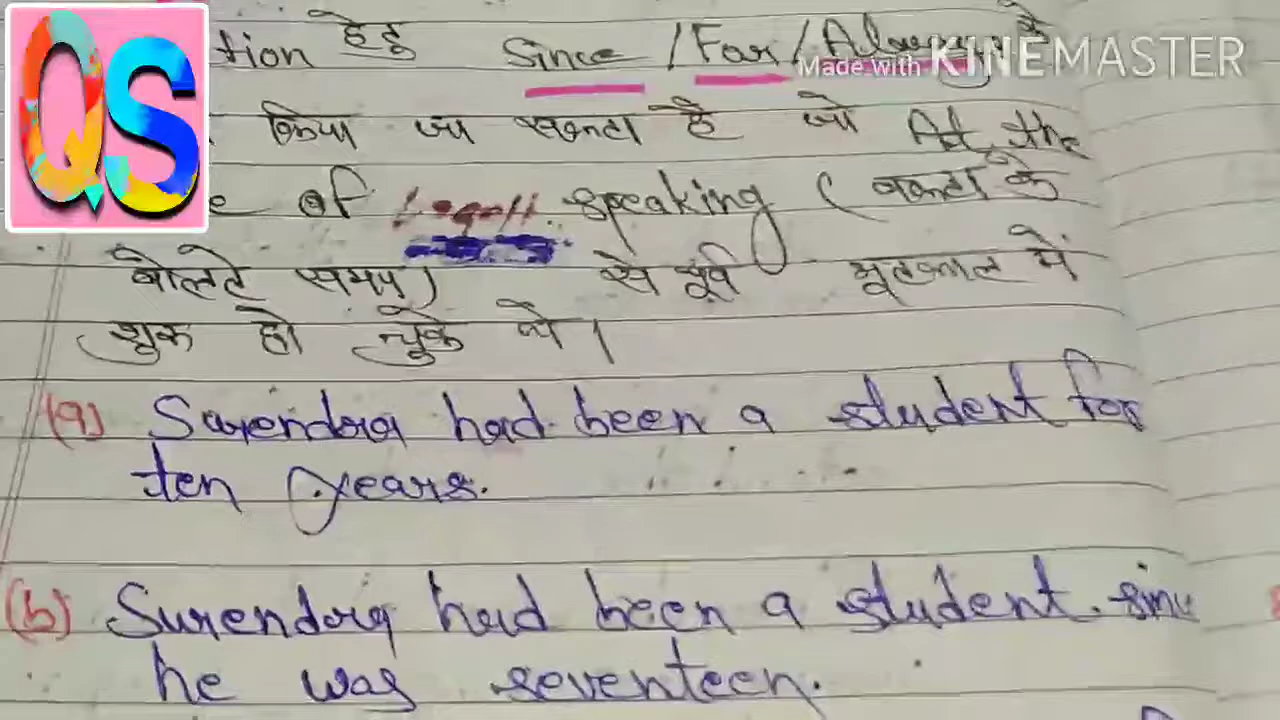 QS
tion हेतु Since / For / Always के
Made with KINEMASTER
किया जा सकता है जो At the
e of speaking ( वक्ता के
बोलते समय) से पूर्व भूतकाल में
शुरू हो चुके थे।
(a) Surendra had been a student for
ten years.
(b) Surendra had been a student since
he was seventeen.